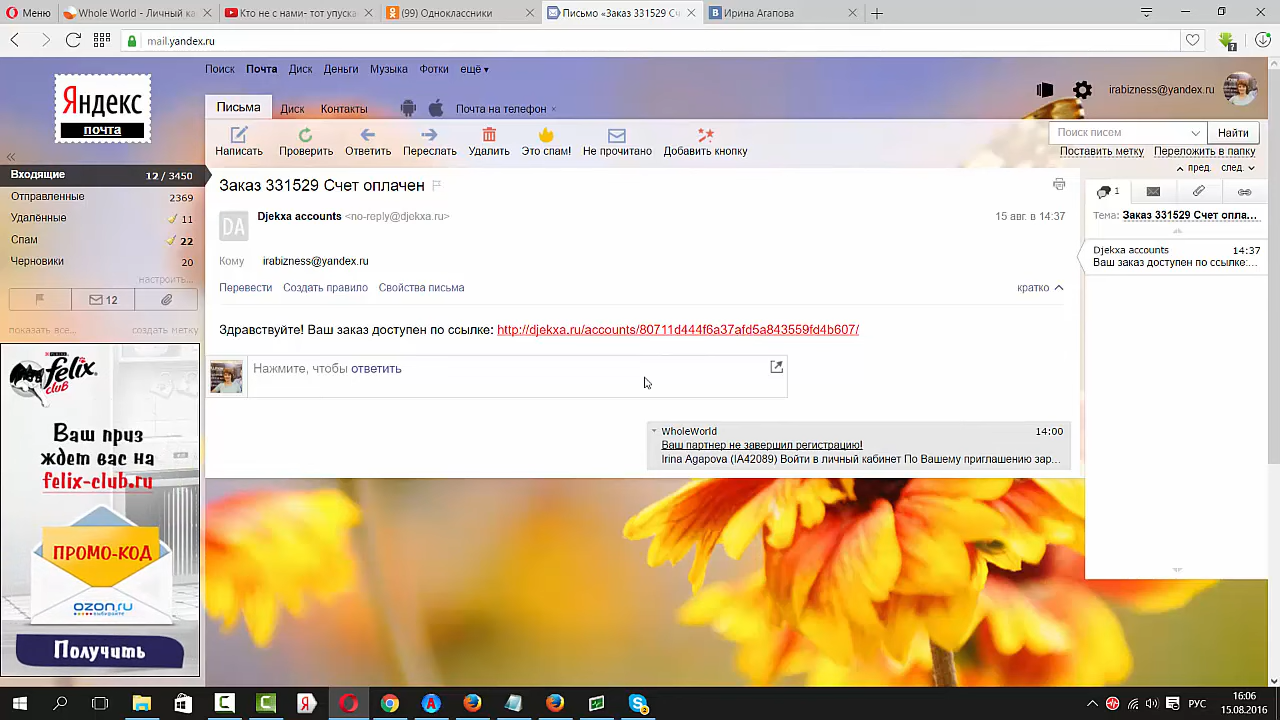 Меню
Whole World - Личный ка
Кто не с нами- тот упуска
(99) Одноклассники
Письмо «Заказ 331529 Сч
Ирина Агапова
mail.yandex.ru
Поиск Почта Диск Деньги Музыка Фотки ещё
irabizness@yandex.ru
Яндекс
почта
Письма Диск Контакты Почта на телефон ×
Написать Проверить Ответить Переслать Удалить Это спам! Не прочитано Добавить кнопку
Поиск писем Найти
Поставить метку Переложить в папку
пред. след.
Входящие 12 / 3450
Отправленные 2369
Удалённые 11
Спам 22
Черновики 20
настроить...
12
показать все... создать метку
Заказ 331529 Счет оплачен
DA
Djekxa accounts <no-reply@djekxa.ru> 15 авг. в 14:37
Кому irabizness@yandex.ru
Перевести Создать правило Свойства письма кратко
Здравствуйте! Ваш заказ доступен по ссылке: http://djekxa.ru/accounts/80711d444f6a37afd5a843559fd4b607/
Нажмите, чтобы ответить
WholeWorld 14:00
Ваш партнер не завершил регистрацию!
Irina Agapova (IA42089) Войти в личный кабинет По Вашему приглашению зар...
1
Тема: Заказ 331529 Счет опла...
Djekxa accounts 14:37
Ваш заказ доступен по ссылке:...
PURINA
felix
club
Ваш приз
ждет вас на
felix-club.ru
ПРОМО-КОД
OZON.ru
Получить
РУС
16:06
15.08.2016